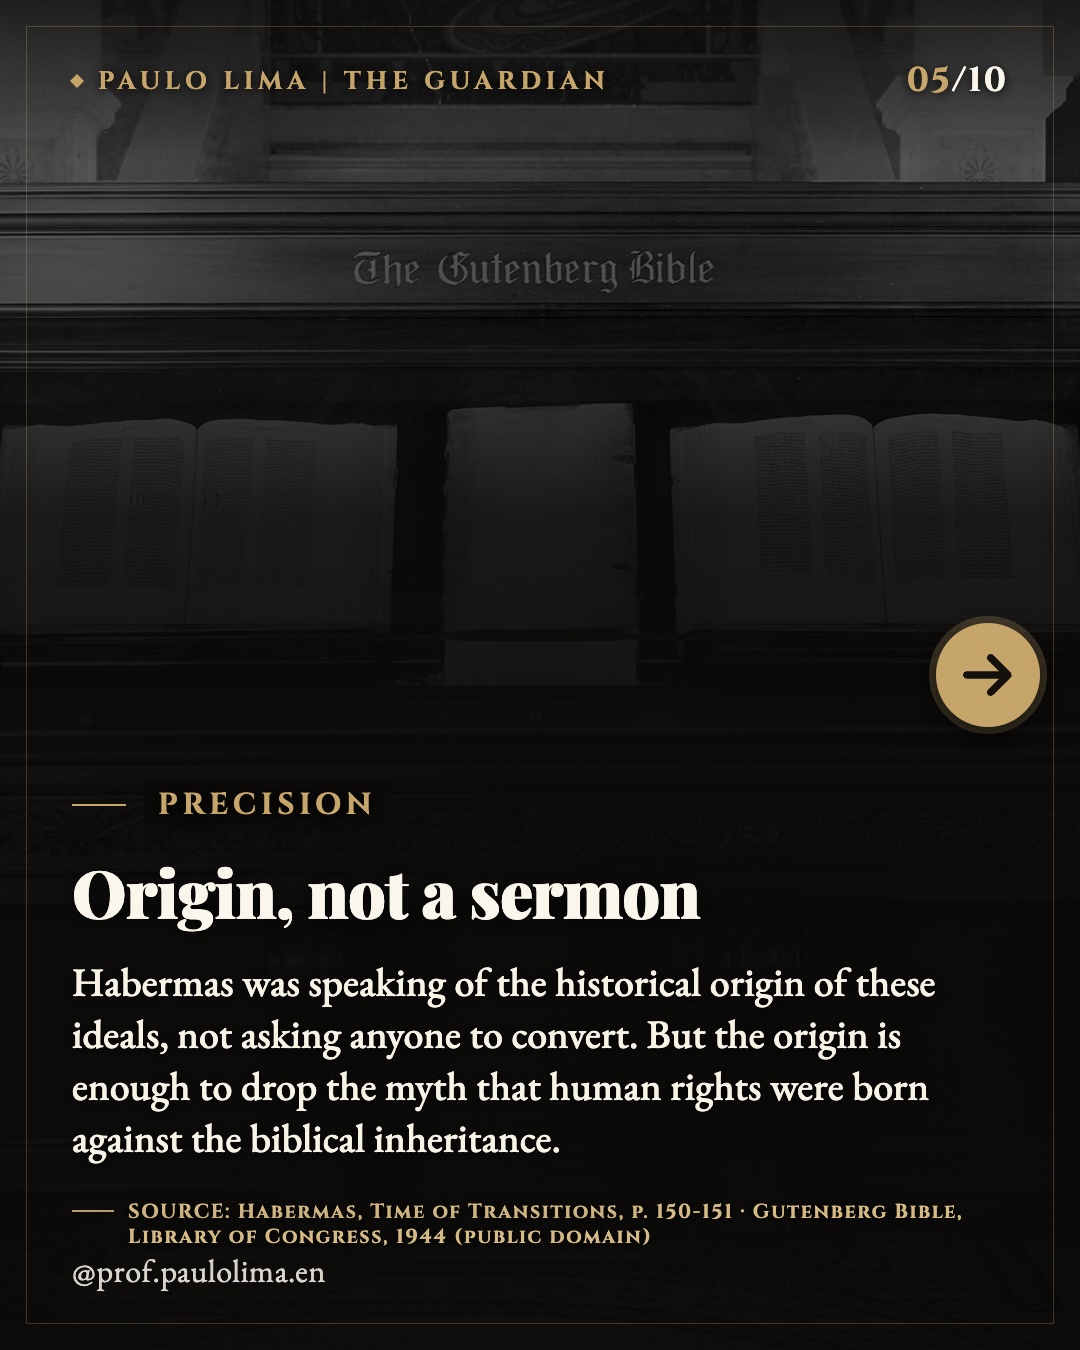 ◆ PAULO LIMA | THE GUARDIAN
05/10
The Gutenberg Bible
PRECISION
Origin, not a sermon
Habermas was speaking of the historical origin of these
ideals, not asking anyone to convert. But the origin is
enough to drop the myth that human rights were born
against the biblical inheritance.
SOURCE: Habermas, Time of Transitions, p. 150-151 · Gutenberg Bible,
Library of Congress, 1944 (public domain)
@prof.paulolima.en